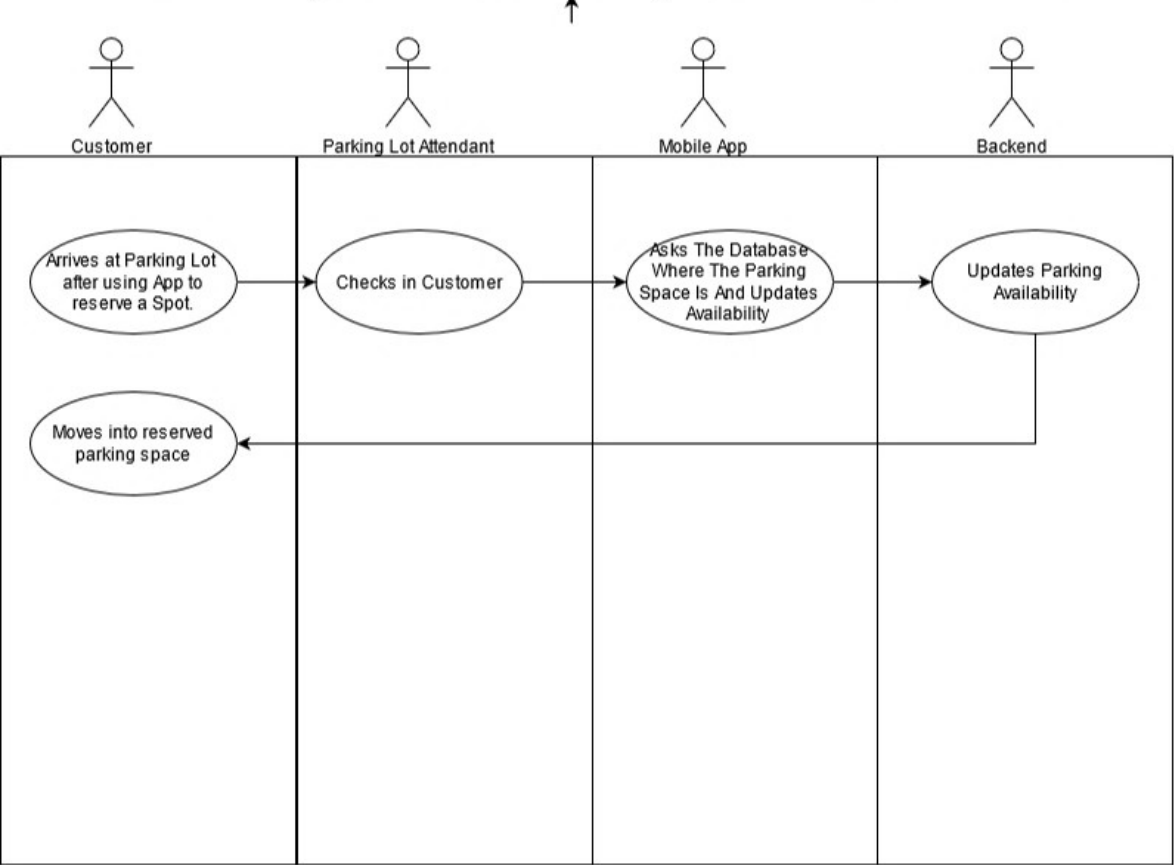 Customer
Parking Lot Attendant
Mobile App
Backend
Arrives at Parking Lot
after using App to
reserve a Spot.
Checks in Customer
Asks The Database
Where The Parking
Space Is And Updates
Availability
Updates Parking
Availability
Moves into reserved
parking space